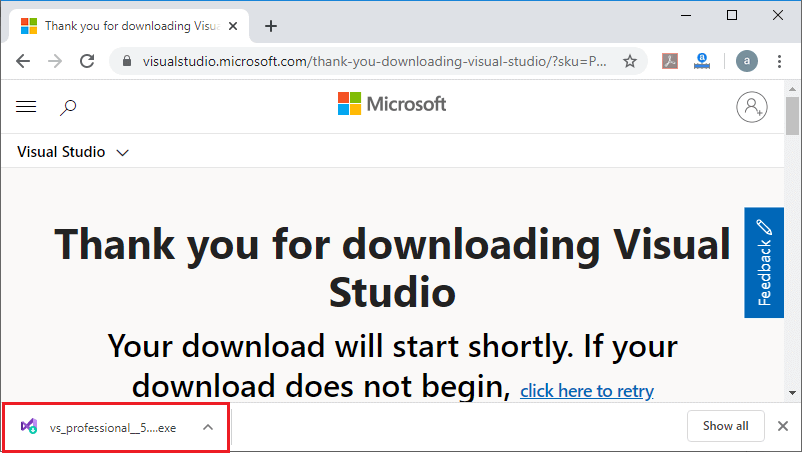 Thank you for downloading Visu
visualstudio.microsoft.com/thank-you-downloading-visual-studio/?sku=P...
a
a
Microsoft
Visual Studio
Thank you for downloading Visual
Studio
Feedback
Your download will start shortly. If your
download does not begin, click here to retry
vs_professional__5....exe
Show all